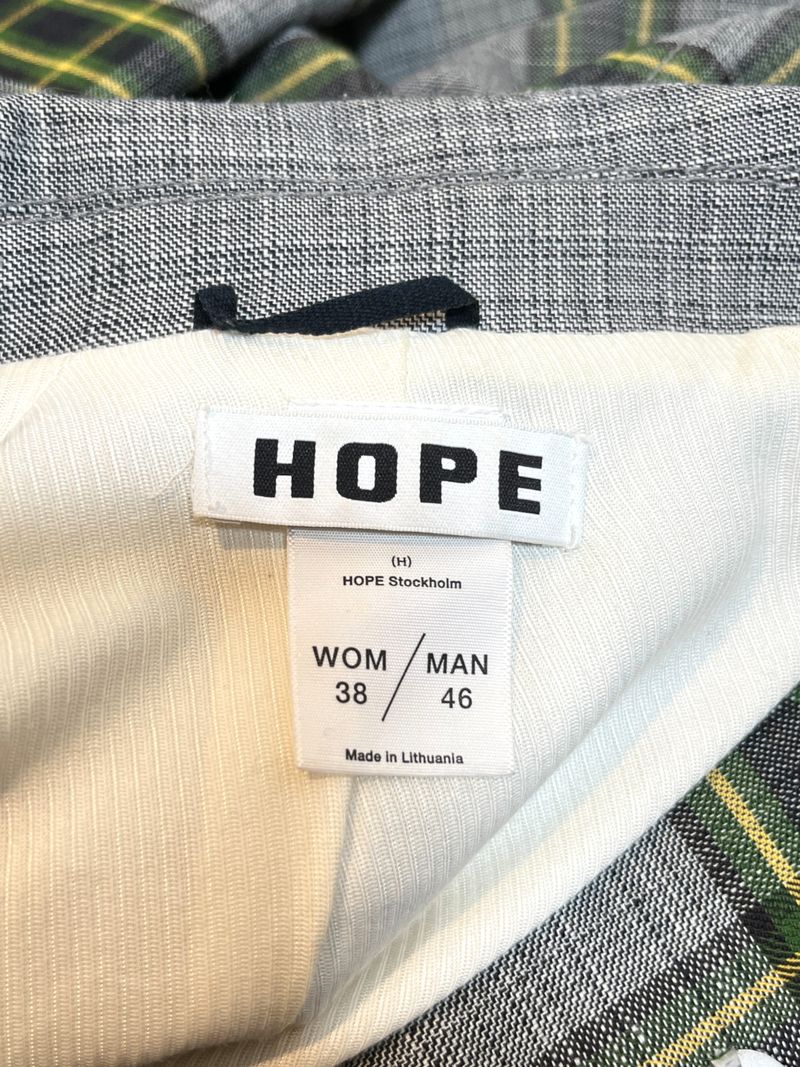 HOPE
(H)
HOPE Stockholm
WOM / MAN
38 46
Made in Lithuania